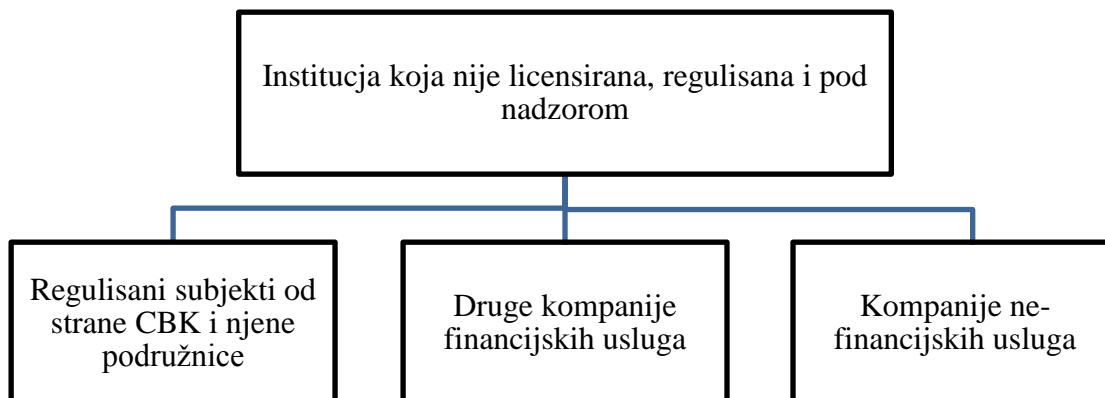 Institucja koja nije licensirana, regulisana i pod
nadzorom
Regulisani subjekti od
strane CBK i njene
podružnice
Druge kompanije
financijskih usluga
Kompanije ne-
financijskih usluga